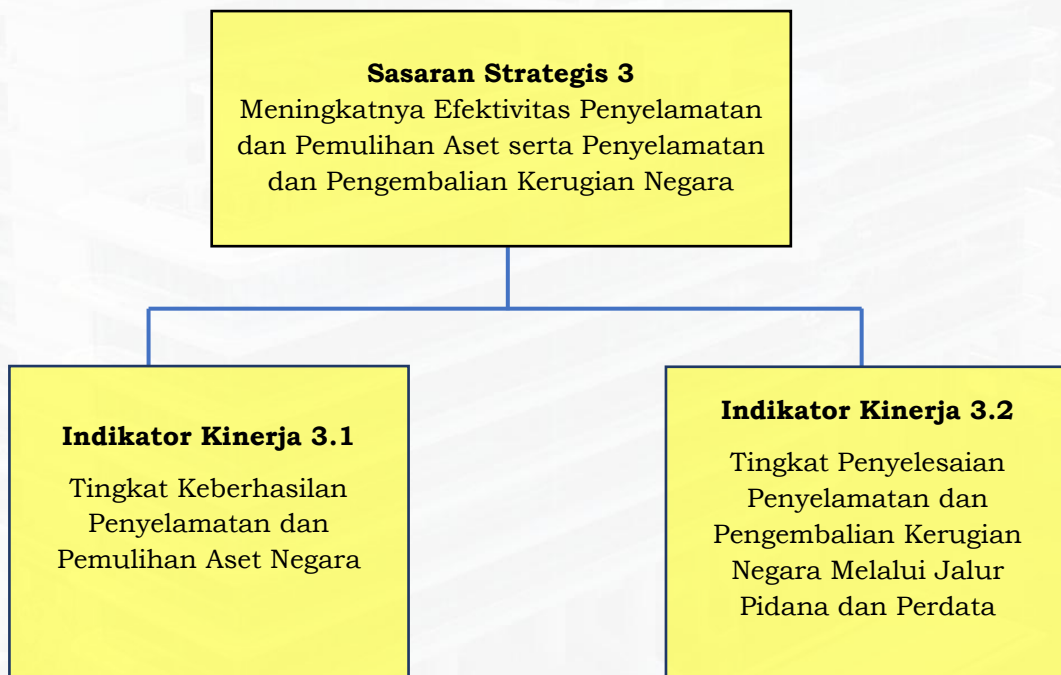 Sasaran Strategis 3
Meningkatnya Efektivitas Penyelamatan
dan Pemulihan Aset serta Penyelamatan
dan Pengembalian Kerugian Negara
Indikator Kinerja 3.1
Tingkat Keberhasilan
Penyelamatan dan
Pemulihan Aset Negara
Indikator Kinerja 3.2
Tingkat Penyelesaian
Penyelamatan dan
Pengembalian Kerugian
Negara Melalui Jalur
Pidana dan Perdata